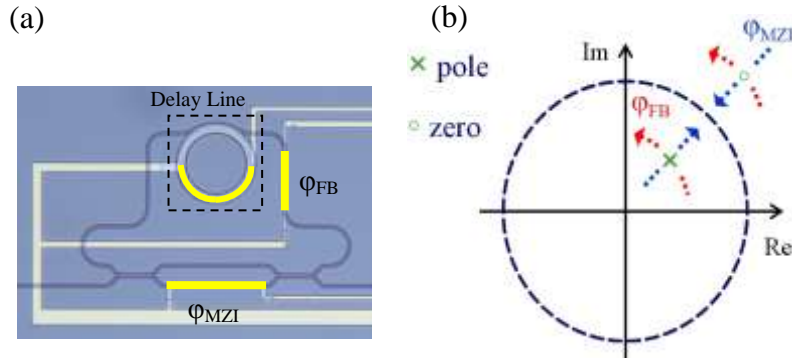 (a)
Delay Line
φFB
φMZI
(b)
× pole
○ zero
Im
φMZI
φFB
Re